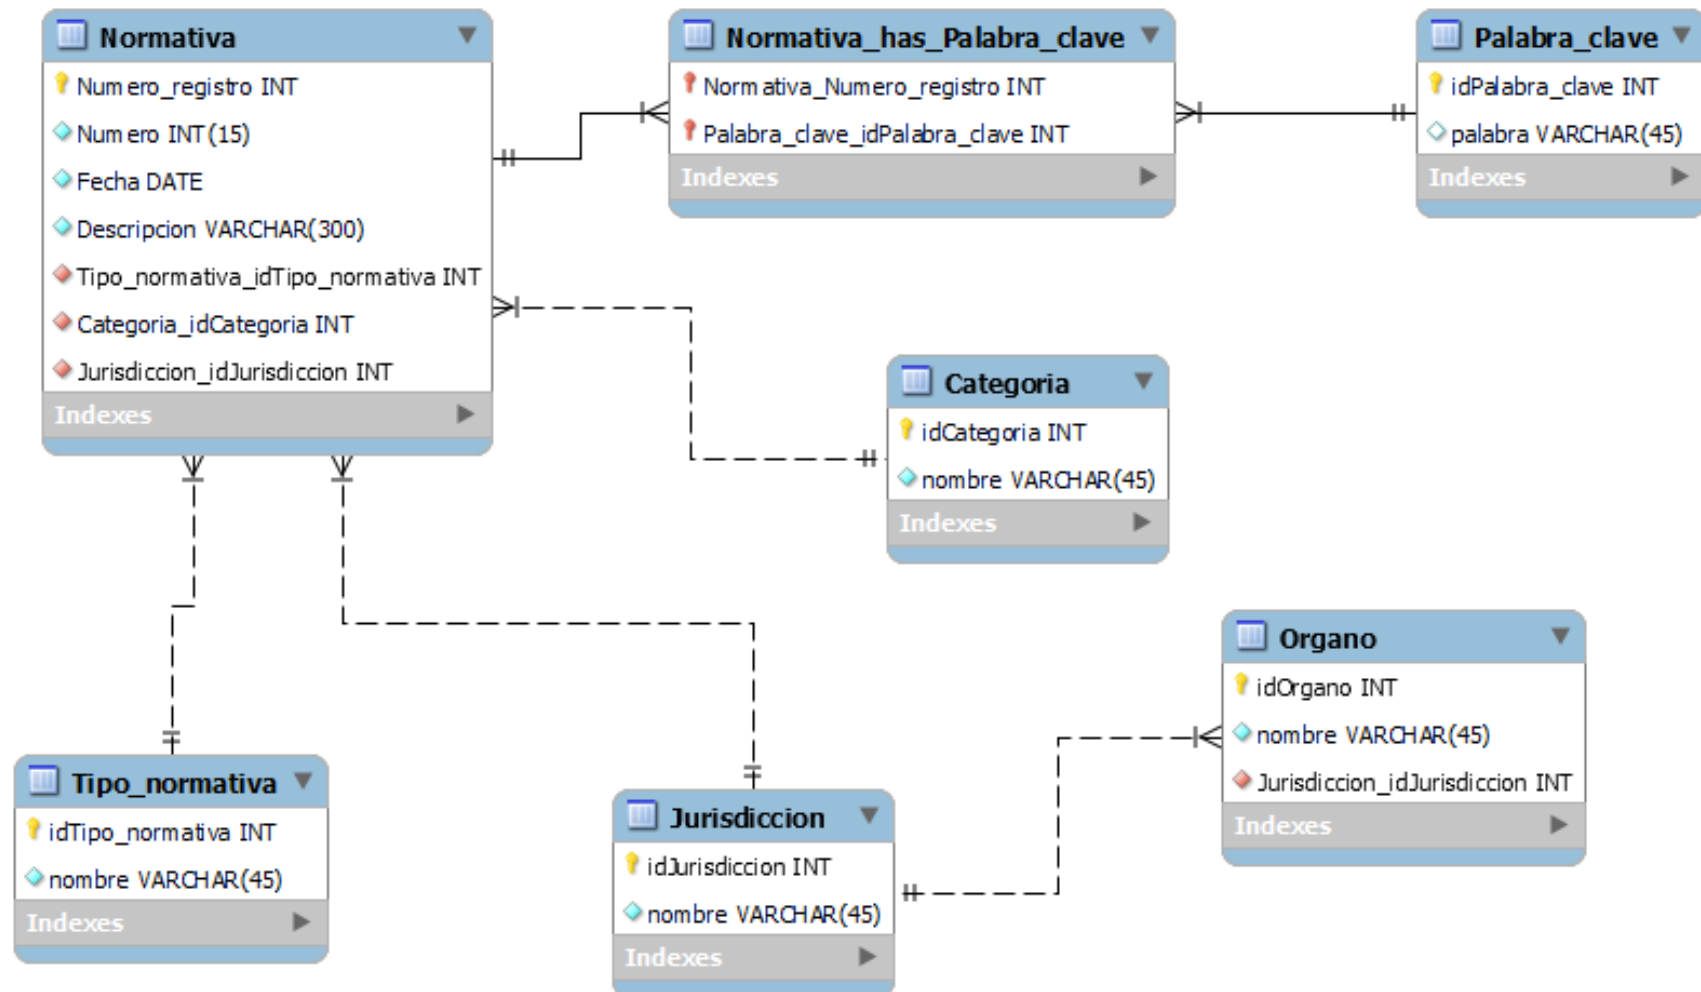 Normativa
Numero_registro INT
Numero INT(15)
Fecha DATE
Descripcion VARCHAR(300)
Tipo_normativa_idTipo_normativa INT
Categoria_idCategoria INT
Jurisdiccion_idJurisdiccion INT
Indexes
Normativa_has_Palabra_clave
Normativa_Numero_registro INT
Palabra_clave_idPalabra_clave INT
Indexes
Palabra_clave
idPalabra_clave INT
palabra VARCHAR(45)
Indexes
Categoria
idCategoria INT
nombre VARCHAR(45)
Indexes
Organo
idOrgano INT
nombre VARCHAR(45)
Jurisdiccion_idJurisdiccion INT
Indexes
Tipo_normativa
idTipo_normativa INT
nombre VARCHAR(45)
Indexes
Jurisdiccion
idJurisdiccion INT
nombre VARCHAR(45)
Indexes